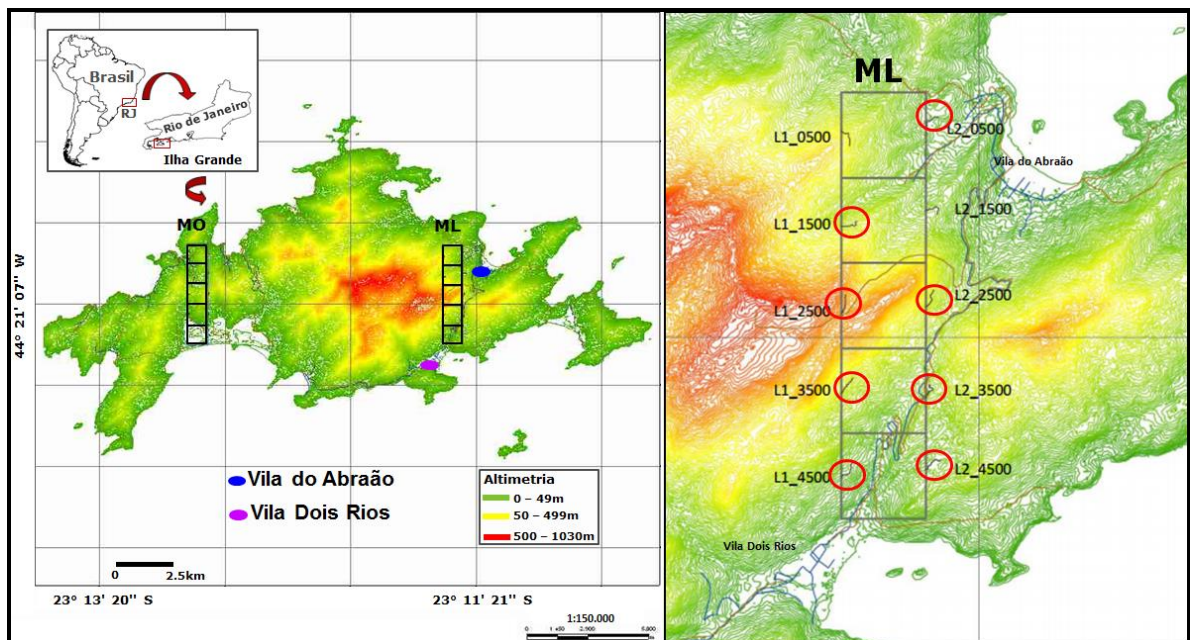 Brasil
RJ
Rio de Janeiro
Ilha Grande
MO
ML
44° 21' 07'' W
Vila do Abraão
Vila Dois Rios
Altimetria
0 – 49m
50 – 499m
500 – 1030m
0 2.5km
23° 13' 20'' S
23° 11' 21'' S
1:150.000
ML
L1_0500
L2_0500
Vila do Abraão
L1_1500
L2_1500
L1_2500
L2_2500
L1_3500
L2_3500
L1_4500
L2_4500
Vila Dois Rios